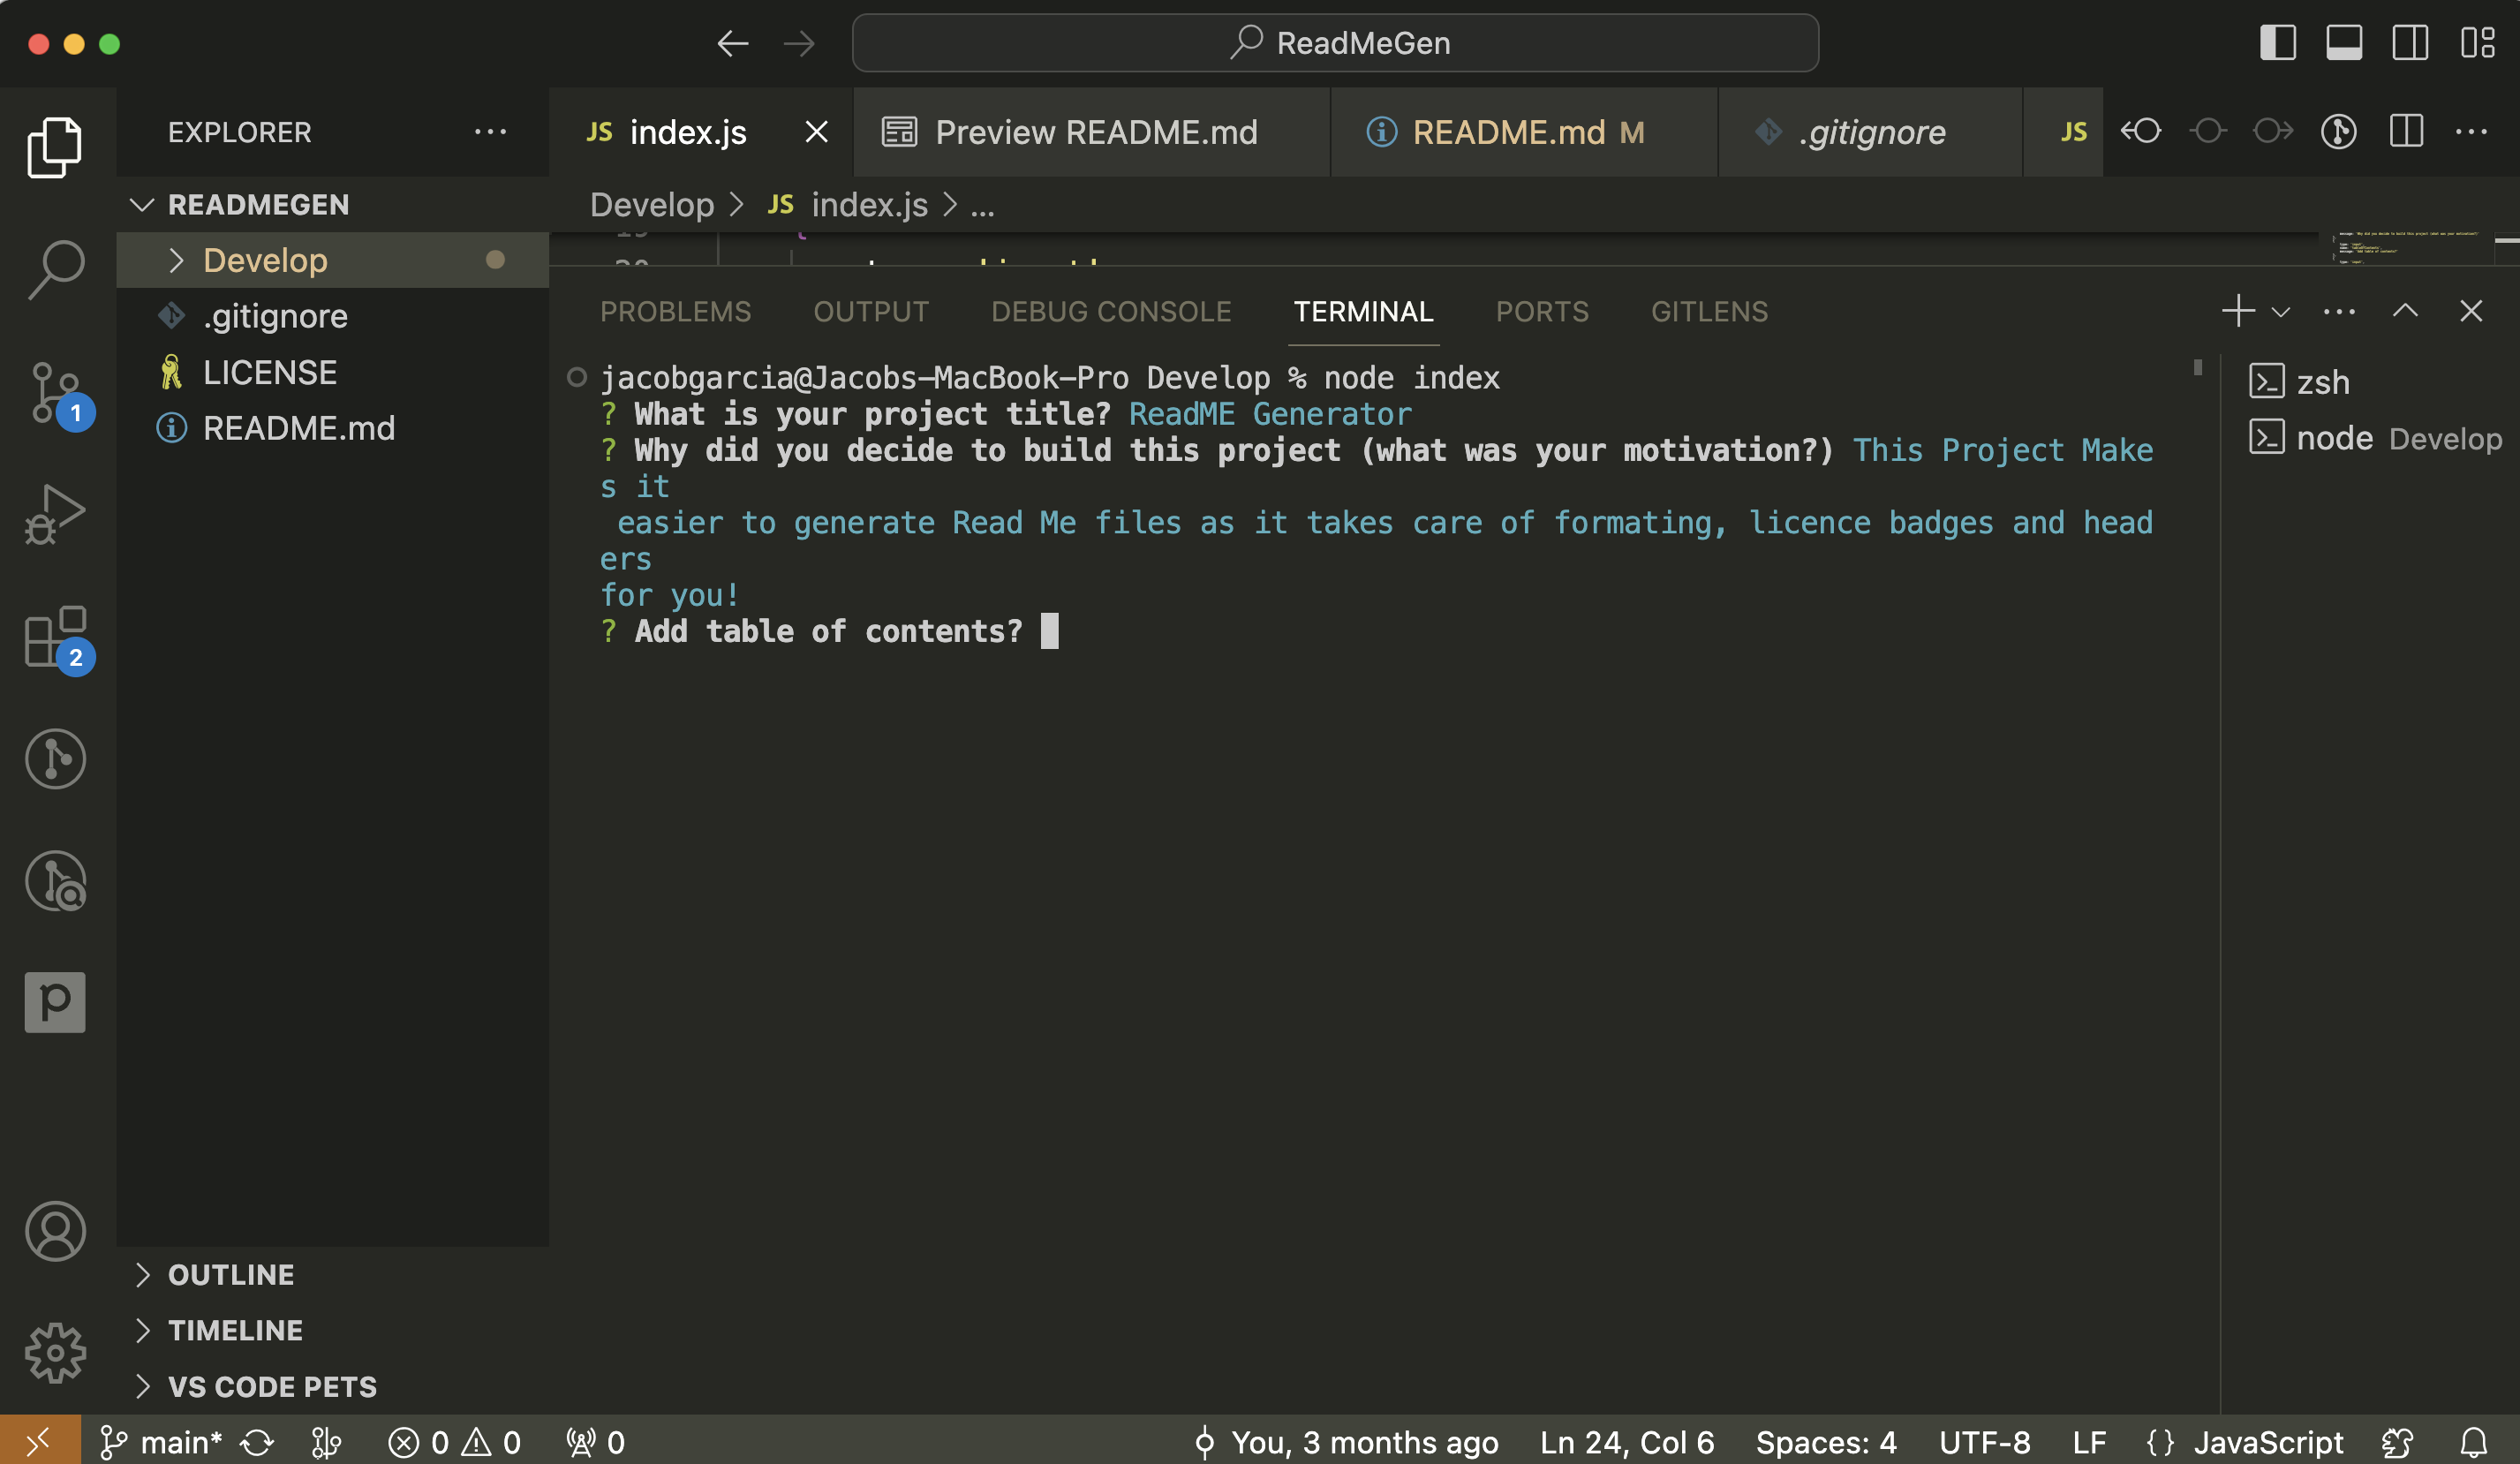 ReadMeGen
EXPLORER
JS index.js
Preview README.md
README.md M
.gitignore
JS
READMEGEN
Develop
.gitignore
LICENSE
README.md
Develop > JS index.js > ...
PROBLEMS OUTPUT DEBUG CONSOLE TERMINAL PORTS GITLENS
jacobgarcia@Jacobs-MacBook-Pro Develop % node index
? What is your project title? ReadME Generator
? Why did you decide to build this project (what was your motivation?) This Project Make
s it
easier to generate Read Me files as it takes care of formating, licence badges and head
ers
for you!
? Add table of contents?
zsh
node Develop
1
2
OUTLINE
TIMELINE
VS CODE PETS
main* 0 0 0 You, 3 months ago Ln 24, Col 6 Spaces: 4 UTF-8 LF {} JavaScript